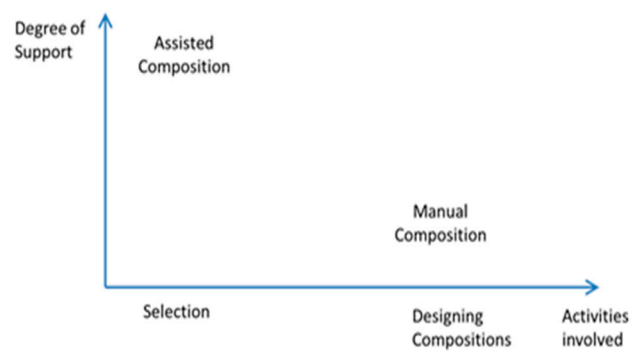 Degree of
Support
Assisted
Composition
Manual
Composition
Selection
Designing
Compositions
Activities
involved